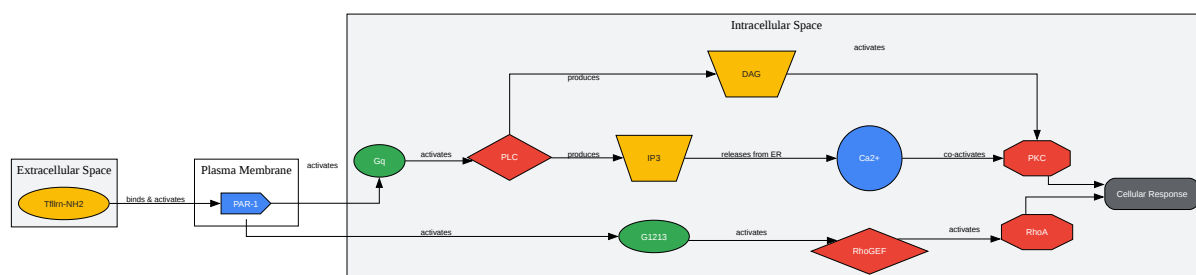 Intracellular Space
activates
DAG
produces
Extracellular Space
Plasma Membrane
activates
Gq
activates
PLC
produces
IP3
releases from ER
Ca2+
co-activates
PKC
Tfllrn-NH2
binds & activates
PAR-1
Cellular Response
activates
G1213
activates
RhoGEF
activates
RhoA